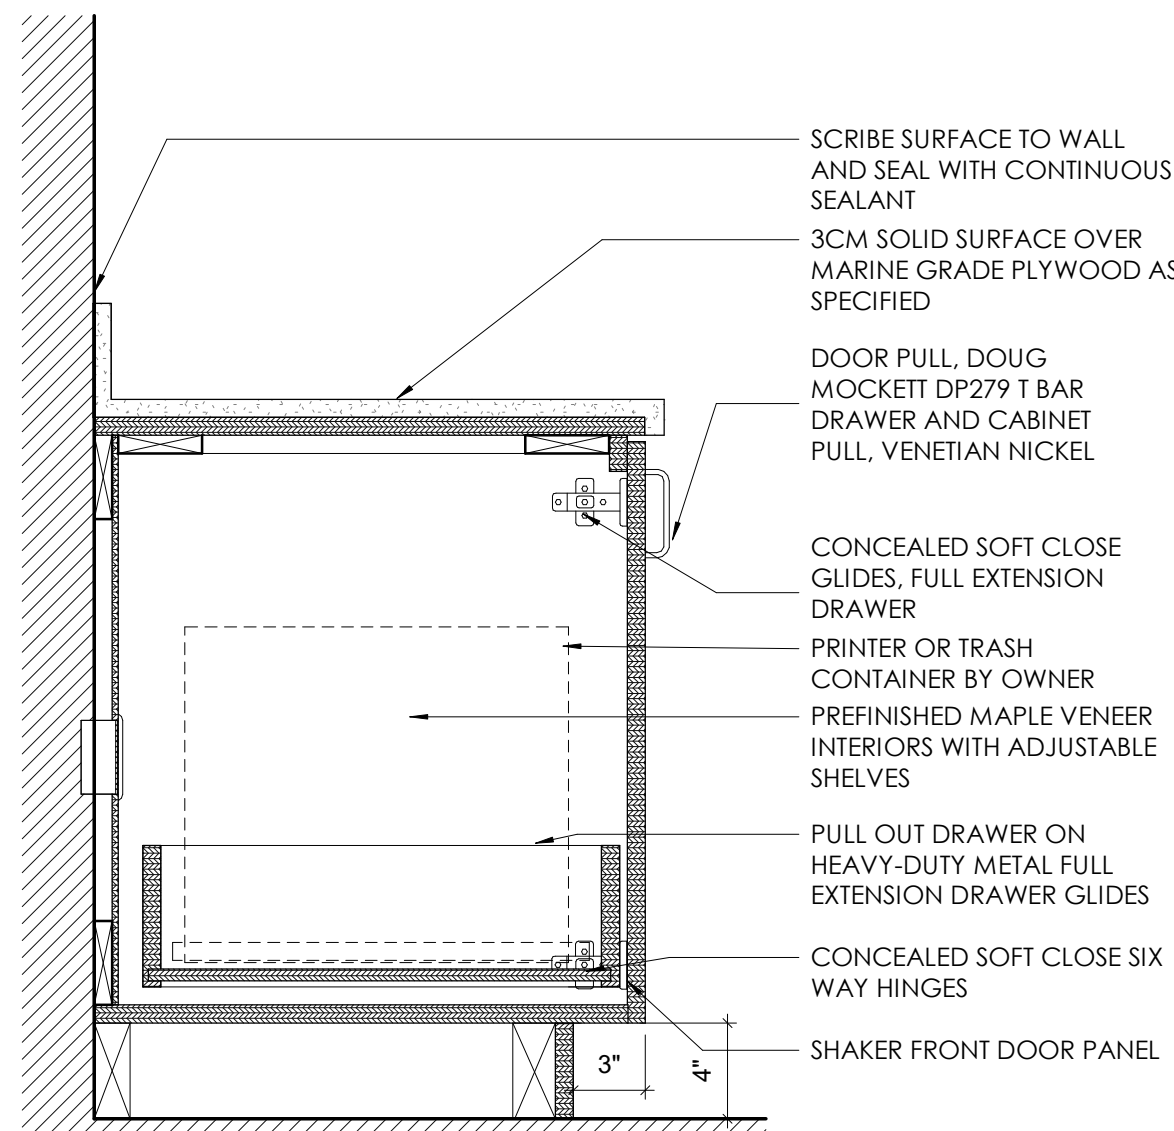 SCRIBE SURFACE TO WALL
AND SEAL WITH CONTINUOUS
SEALANT
3CM SOLID SURFACE OVER
MARINE GRADE PLYWOOD AS
SPECIFIED
DOOR PULL, DOUG
MOCKETT DP279 T BAR
DRAWER AND CABINET
PULL, VENETIAN NICKEL
CONCEALED SOFT CLOSE
GLIDES, FULL EXTENSION
DRAWER
PRINTER OR TRASH
CONTAINER BY OWNER
PREFINISHED MAPLE VENEER
INTERIORS WITH ADJUSTABLE
SHELVES
PULL OUT DRAWER ON
HEAVY-DUTY METAL FULL
EXTENSION DRAWER GLIDES
CONCEALED SOFT CLOSE SIX
WAY HINGES
SHAKER FRONT DOOR PANEL
3"
4"